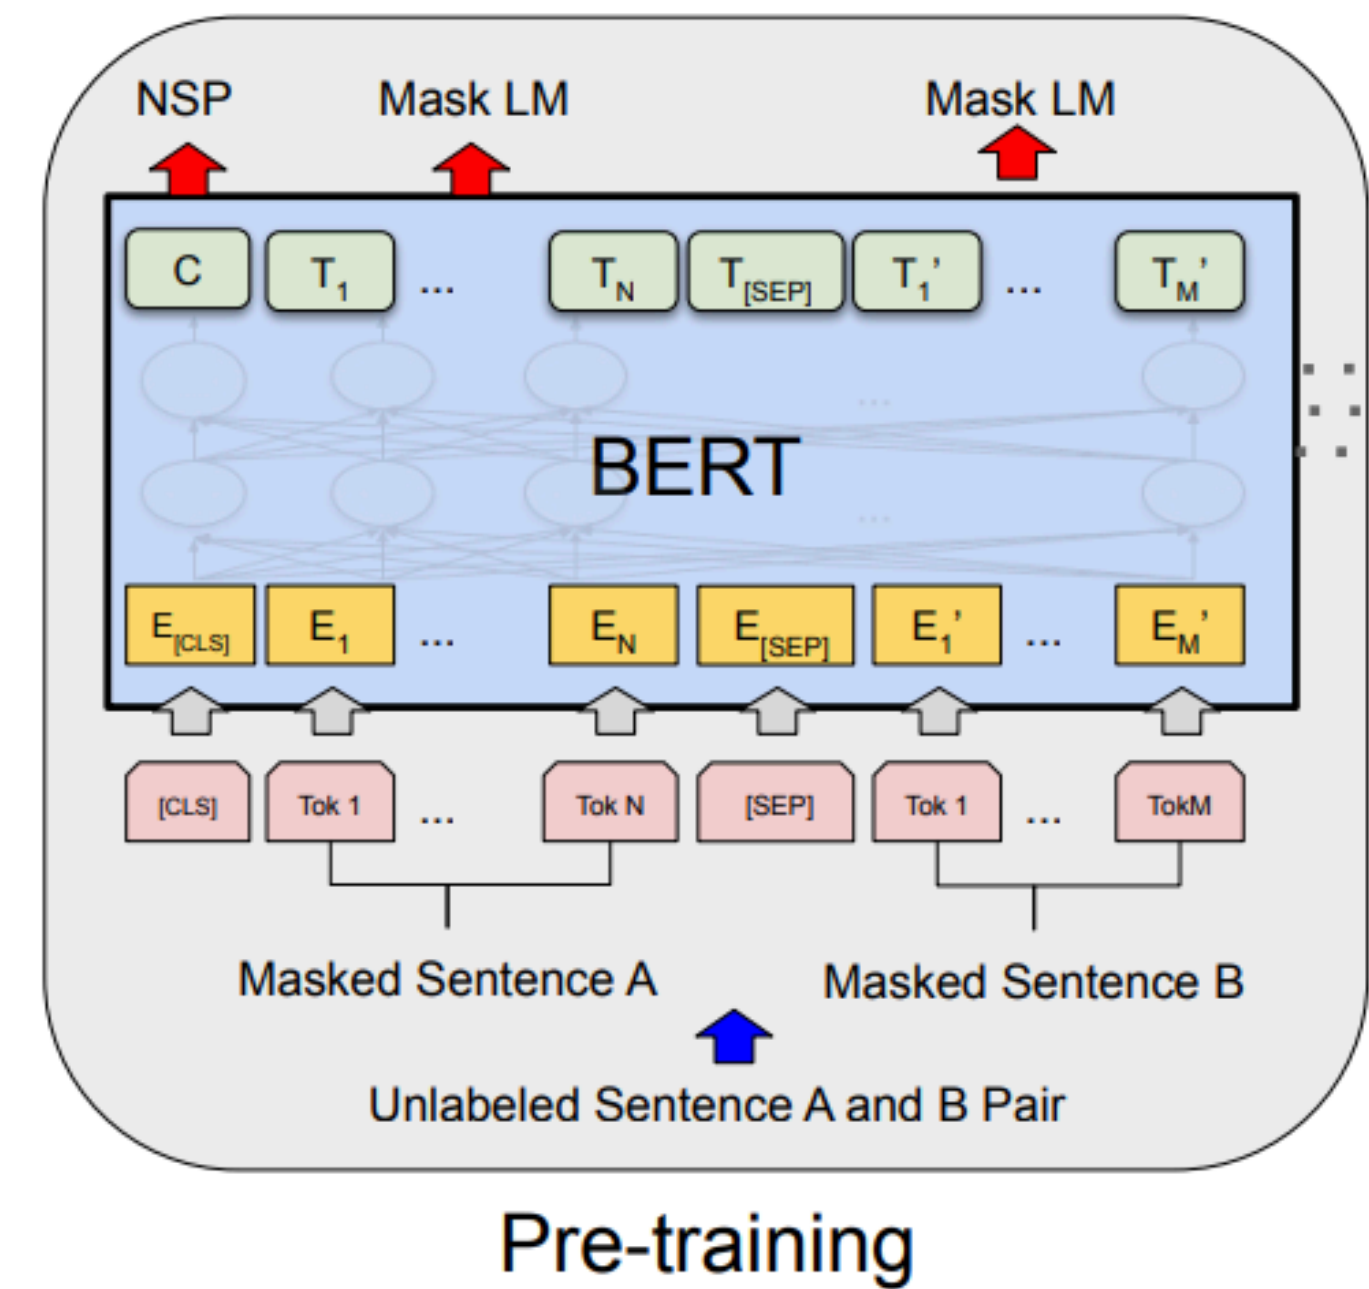 NSP Mask LM Mask LM
C T1 ... TN T[SEP] T1’ ... TM’
...
BERT
...
E[CLS] E1 ... EN E[SEP] E1’ ... EM’
[CLS] Tok 1 ... Tok N [SEP] Tok 1 ... TokM
Masked Sentence A Masked Sentence B
Unlabeled Sentence A and B Pair
Pre-training